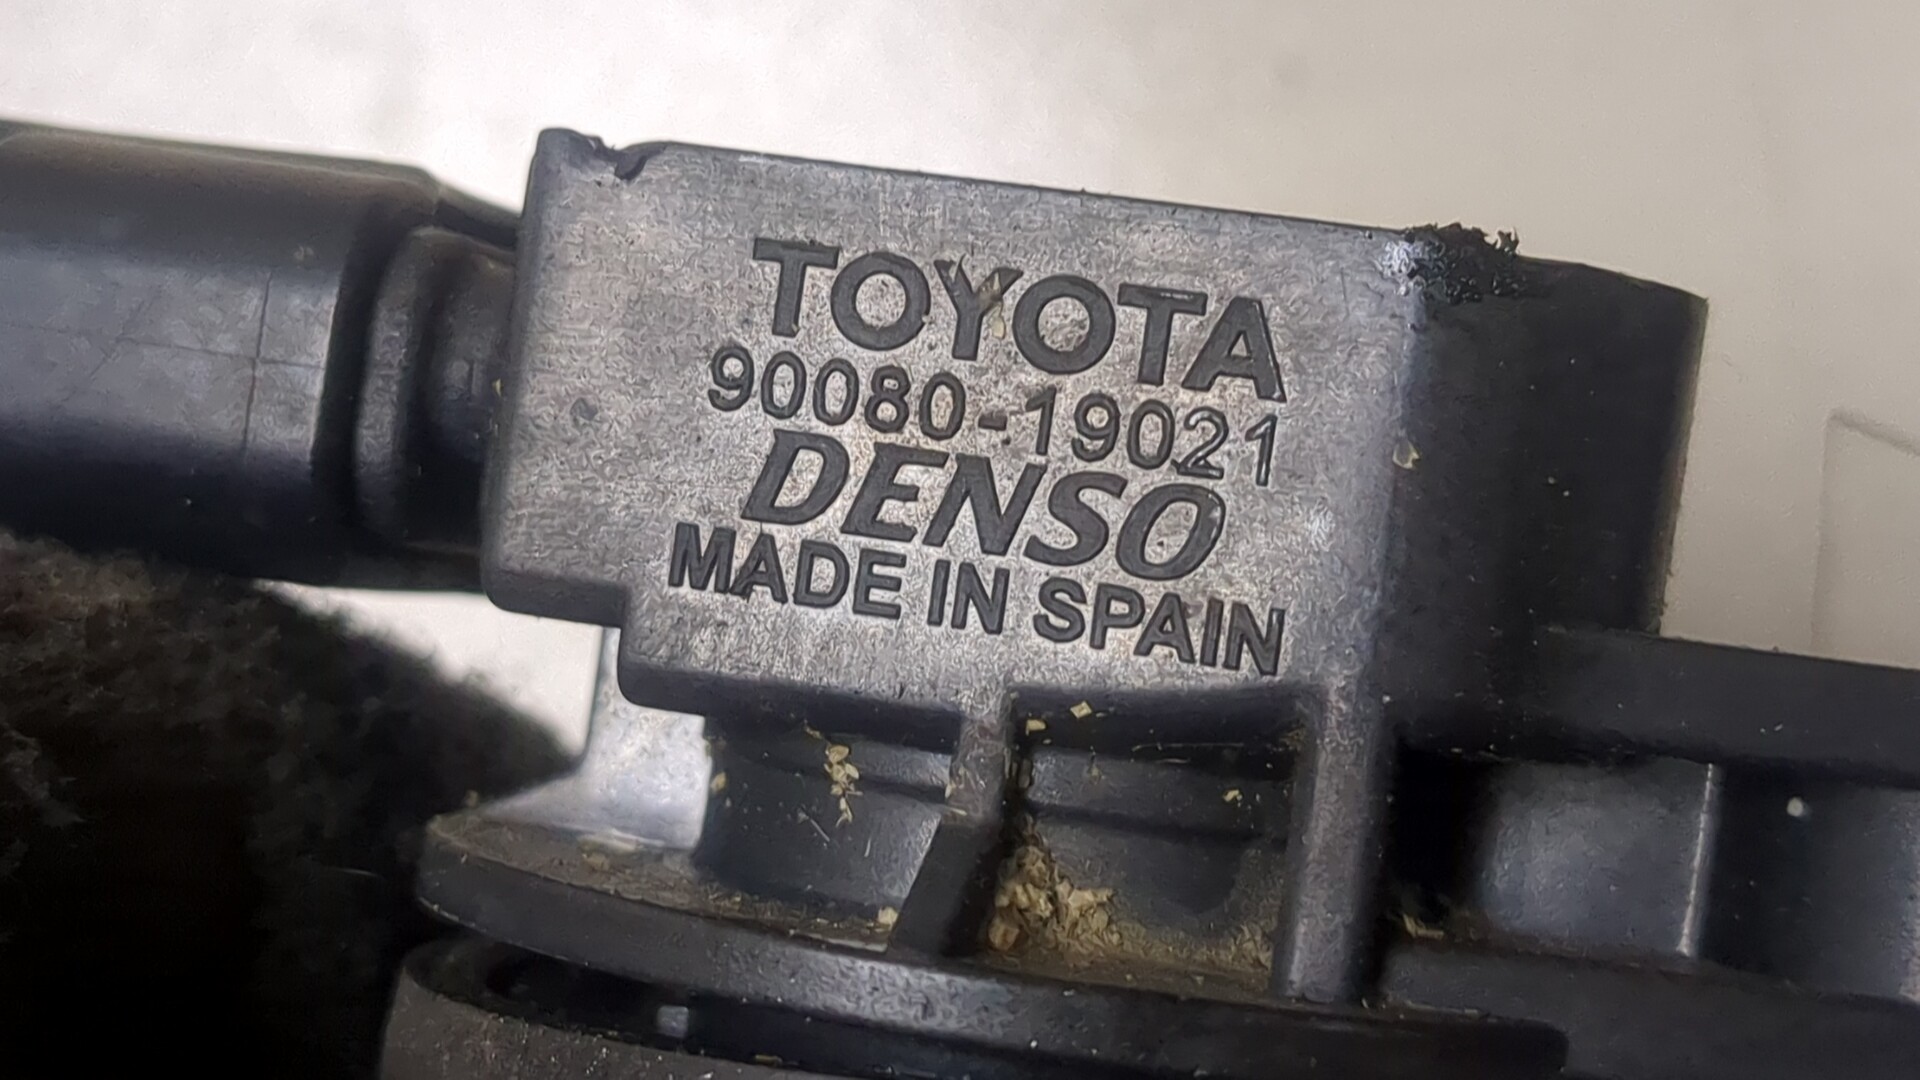 TOYOTA
90080-19021
DENSO
MADE IN SPAIN